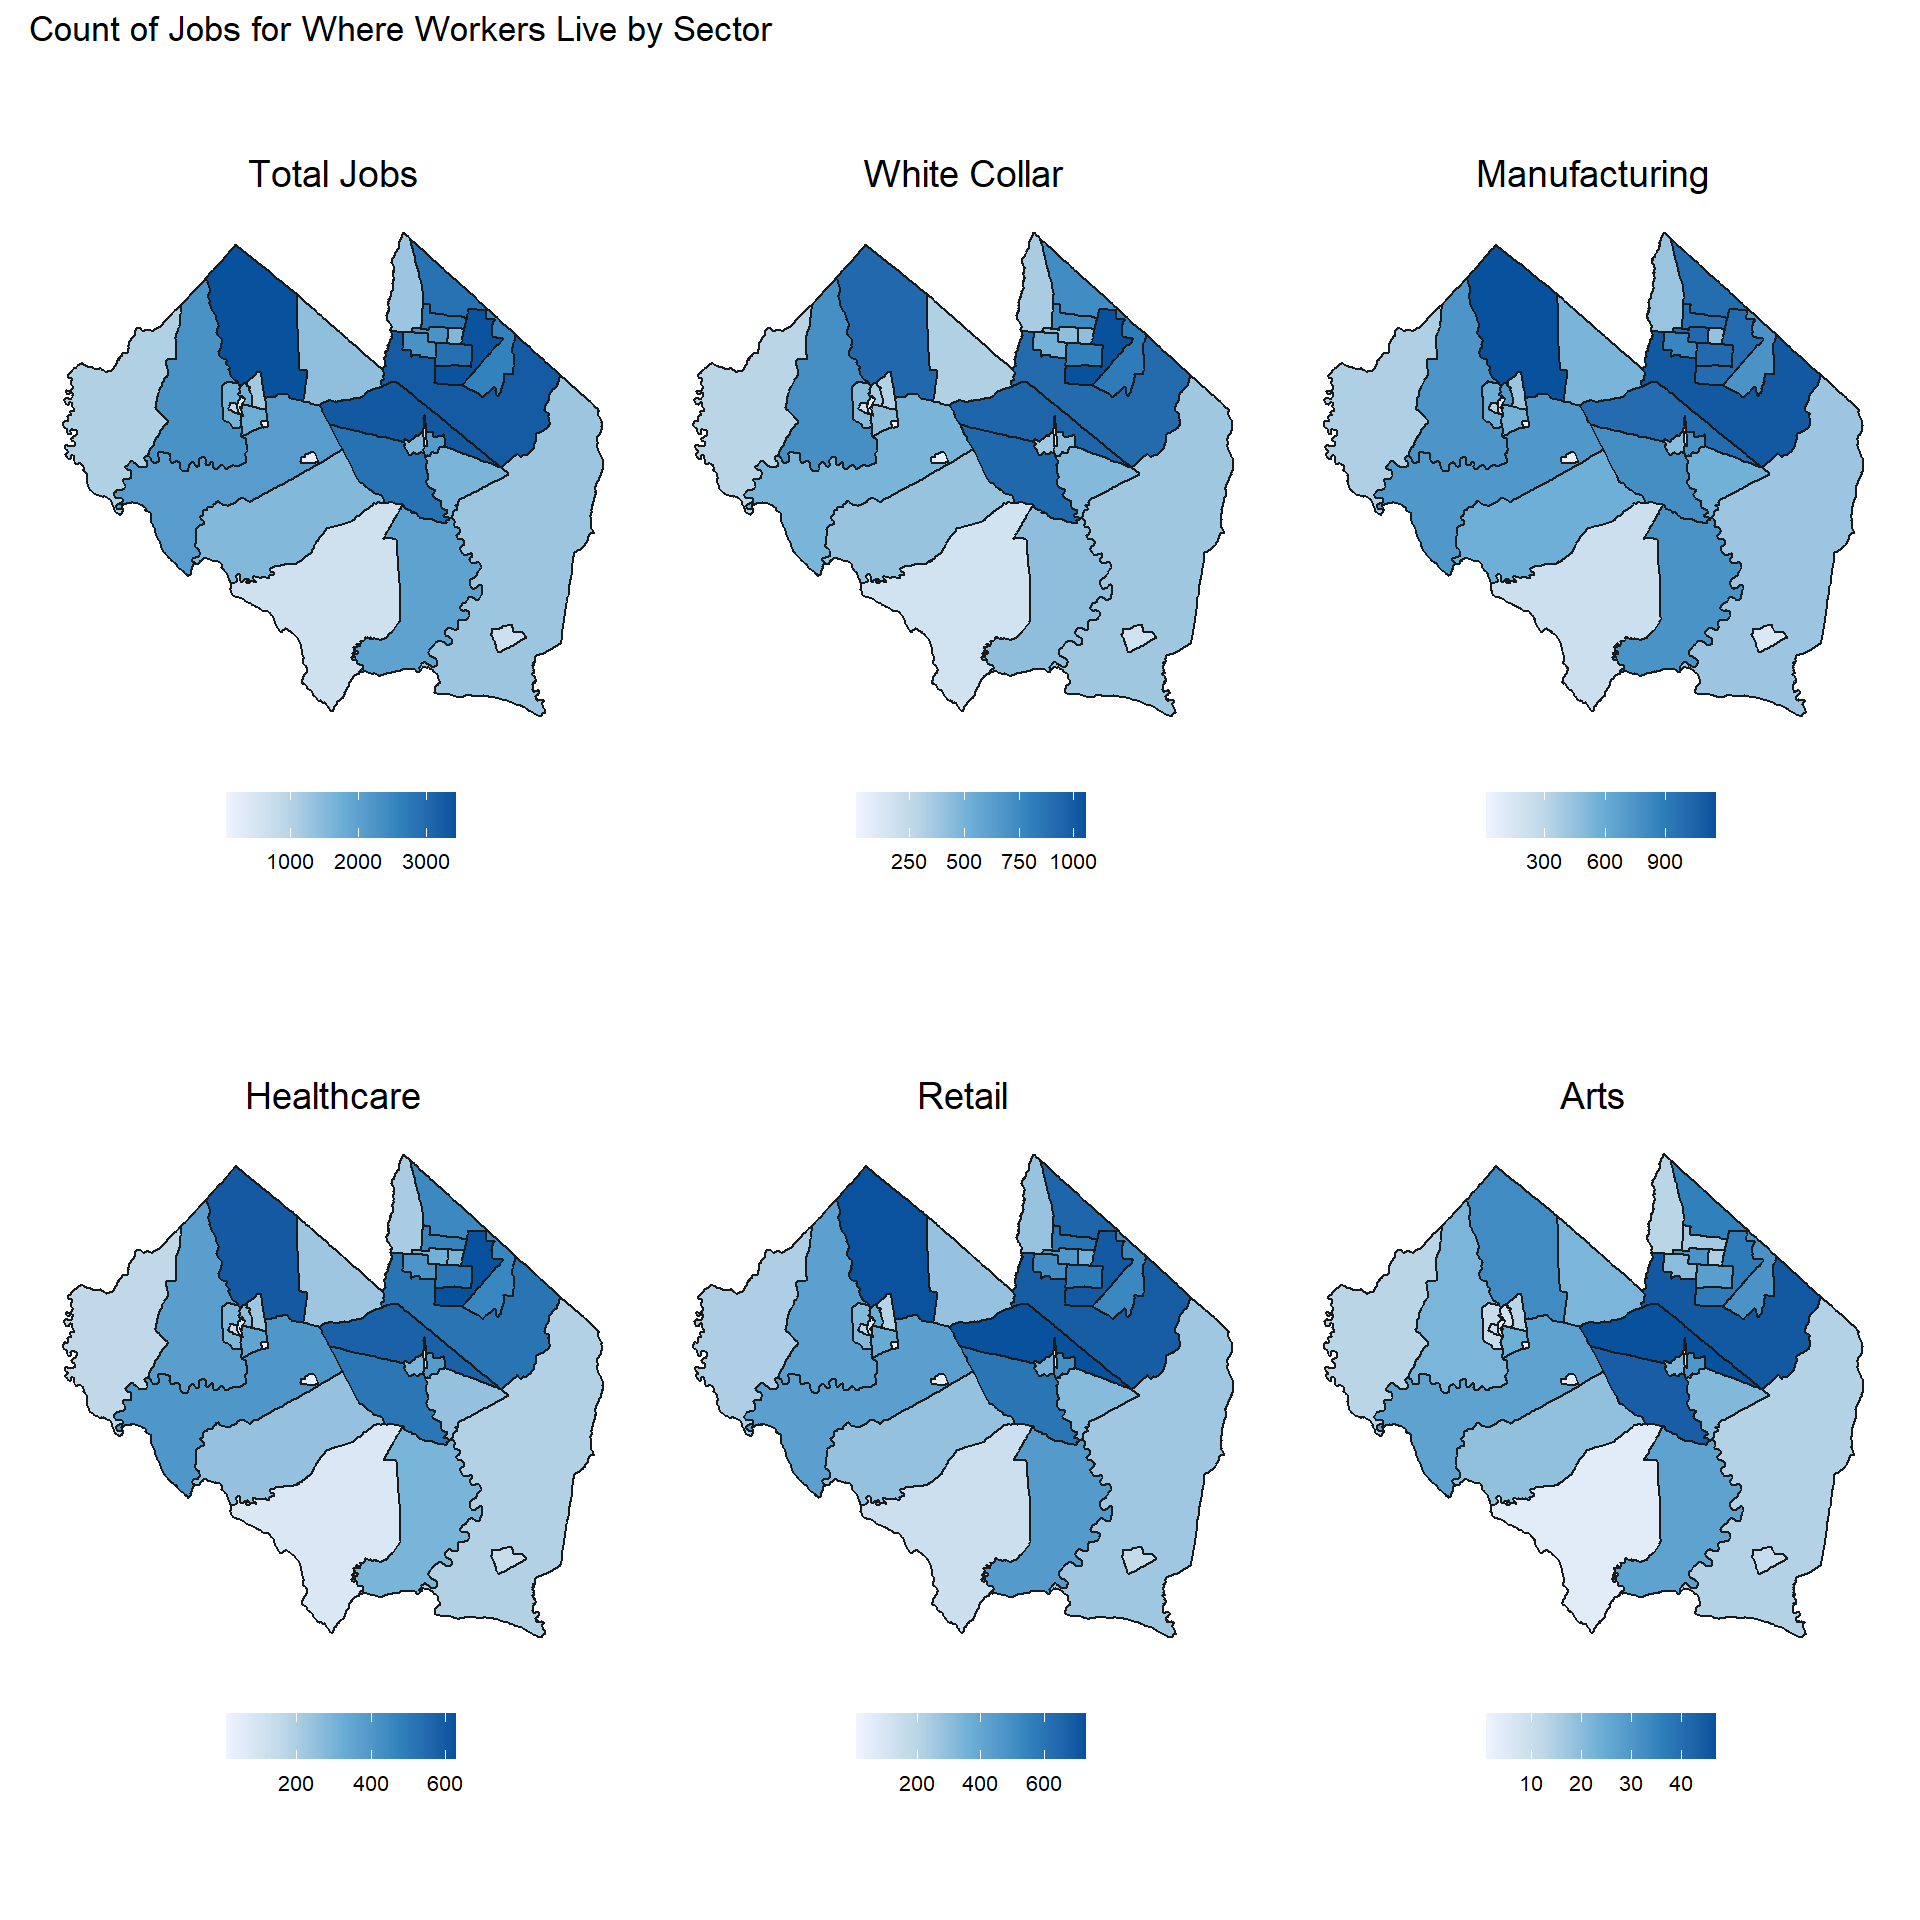 Count of Jobs for Where Workers Live by Sector
Total Jobs
White Collar
Manufacturing
1000 2000 3000
250 500 750 1000
300 600 900
Healthcare
Retail
Arts
200 400 600
200 400 600
10 20 30 40